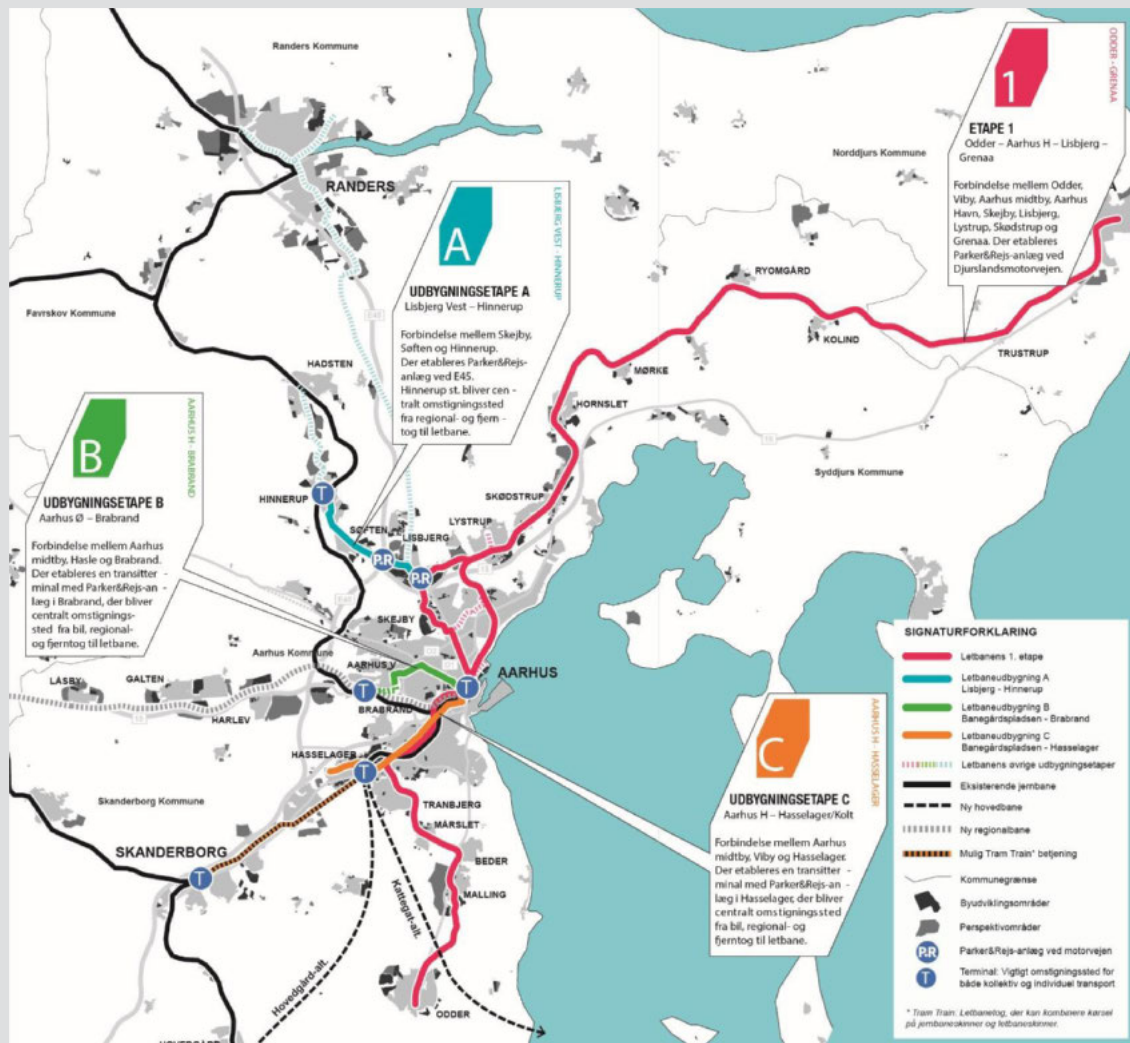 Randers Kommune
RANDERS
Favrskov Kommune
E45
HADSTEN
A
LISBJERG VEST - HINNERUP
UDBYGNINGSETAPE A
Lisbjerg Vest – Hinnerup
Forbindelse mellem Skejby,
Søften og Hinnerup.
Der etableres Parker&Rejs-
anlæg ved E45.
Hinnerup st. bliver cen -
tralt omstigningssted
fra regional- og fjern -
tog til letbane.
1
ODDER - GRENAA
ETAPE 1
Odder – Aarhus H – Lisbjerg –
Grenaa
Forbindelse mellem Odder,
Viby, Aarhus midtby, Aarhus
Havn, Skejby, Lisbjerg,
Lystrup, Skødstrup og
Grenaa. Der etableres
Parker&Rejs-anlæg ved
Djurslandsmotorvejen.
Norddjurs Kommune
A
RYOMGÅRD
KOLIND
TRUSTRUP
MØRKE
HORNSLET
15
Syddjurs Kommune
SKØDSTRUP
LYSTRUP
B
AARHUS H - BRABRAND
UDBYGNINGSETAPE B
Aarhus Ø – Brabrand
Forbindelse mellem Aarhus
midtby, Hasle og Brabrand.
Der etableres en transitter -
minal med Parker&Rejs-an -
læg i Brabrand, der bliver
centralt omstignings-
sted fra bil, regional-
og fjerntog til letbane.
HINNERUP
T
SØFTEN
LISBJERG
P.R
P.R
15
SKEJBY
Aarhus Kommune
AARHUS V
AARHUS
T
T
BRABRAND
LÅSBY
GALTEN
HARLEV
15
HASSELAGER
T
Skanderborg Kommune
SKANDERBORG
T
TRANBJERG
MÅRSLET
BEDER
MALLING
ODDER
Kattegat-alt.
Hovedgård-alt.
C
AARHUS H - HASSELAGER
UDBYGNINGSETAPE C
Aarhus H – Hasselager/Kolt
Forbindelse mellem Aarhus
midtby, Viby og Hasselager.
Der etableres en transitter -
minal med Parker&Rejs-an -
læg i Hasselager, der bliver
centralt omstigningssted
fra bil, regional- og
fjerntog til letbane.
SIGNATURFORKLARING
Letbanens 1. etape
Letbaneudbygning A
Lisbjerg - Hinnerup
Letbaneudbygning B
Banegårdspladsen - Brabrand
Letbaneudbygning C
Banegårdspladsen - Hasselager
Letbanens øvrige udbygningsetaper
Eksisterende jernbane
Ny hovedbane
Ny regionalbane
Mulig Tram Train* betjening
Kommunegrænse
Byudviklingsområder
Perspektivområder
P.R
Parker&Rejs-anlæg ved motorvejen
T
Terminal: Vigtigt omstigningssted for
både kollektiv og individuel transport
* Tram Train: Letbanetog, der kan kombinere kørsel
på jernbaneskinner og letbaneskinner.